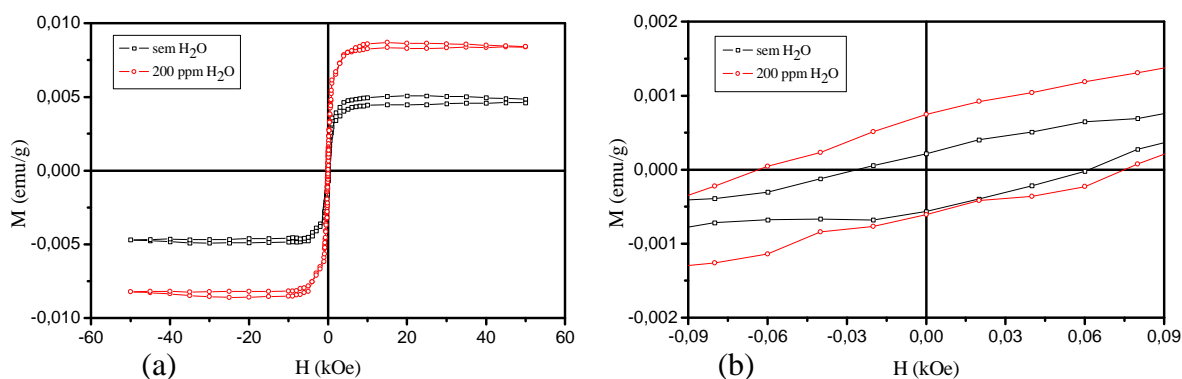 0,010
0,005
0,000
-0,005
-0,010
M (emu/g)
sem H2O
200 ppm H2O
-60 -40 -20 0 20 40 60
(a)
H (kOe)
0,002
0,001
0,000
-0,001
-0,002
M (emu/g)
sem H2O
200 ppm H2O
-0,09 -0,06 -0,03 0,00 0,03 0,06 0,09
(b)
H (kOe)